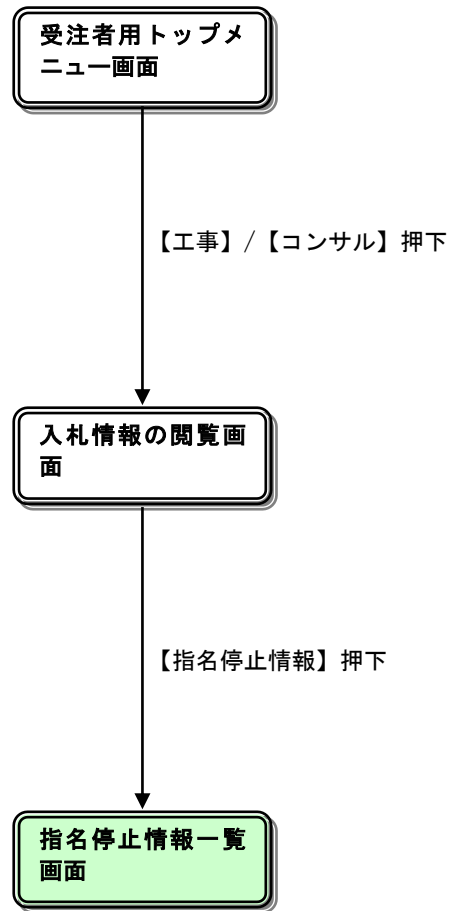 受注者用トップメ
ニュー画面
【工事】/【コンサル】押下
入札情報の閲覧画
面
【指名停止情報】押下
指名停止情報一覧
画面